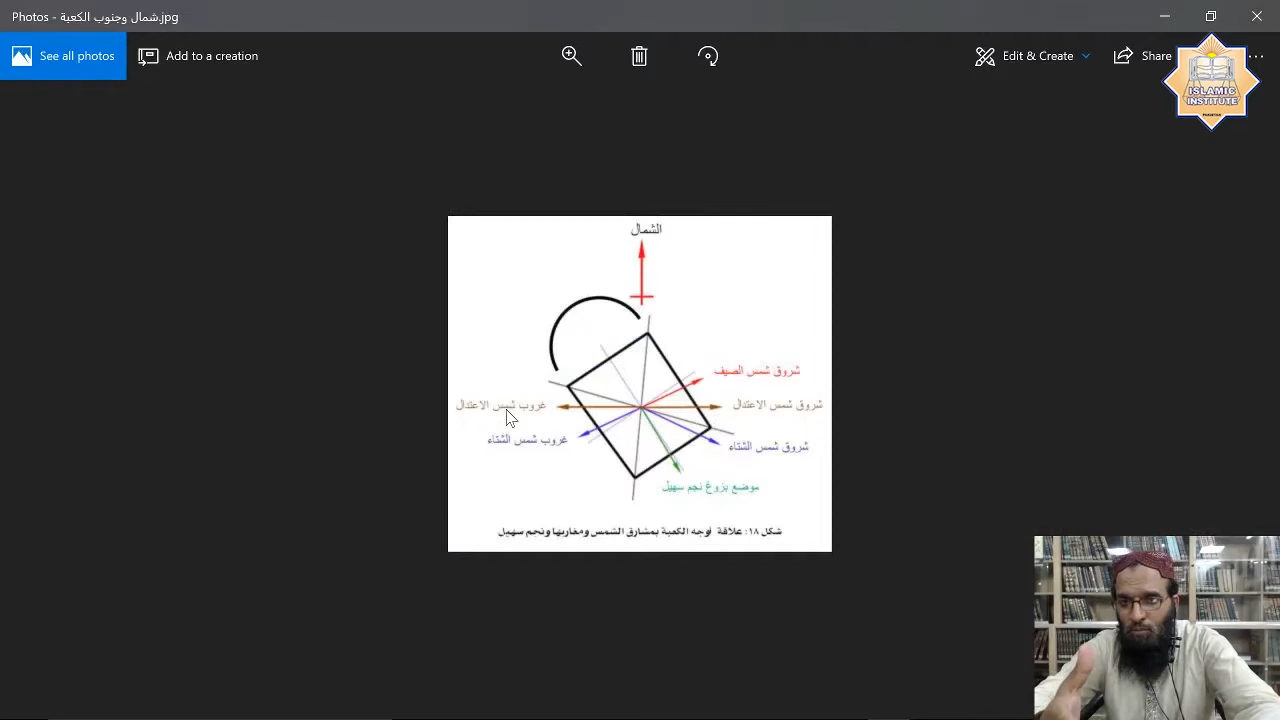 Photos - شمال وجنوب الكعبة.jpg
See all photos
Add to a creation
Edit & Create
Share
ISLAMIC
INSTITUTE
PAKISTAN
الشمال
شروق شمس الصيف
شروق شمس الاعتدال
غروب شمس الاعتدال
غروب شمس الشتاء
شروق شمس الشتاء
موضع بزوغ نجم سهيل
شكل ١٨: علاقة أوجه الكعبة بمشارق الشمس ومغاربها ونجم سهيل